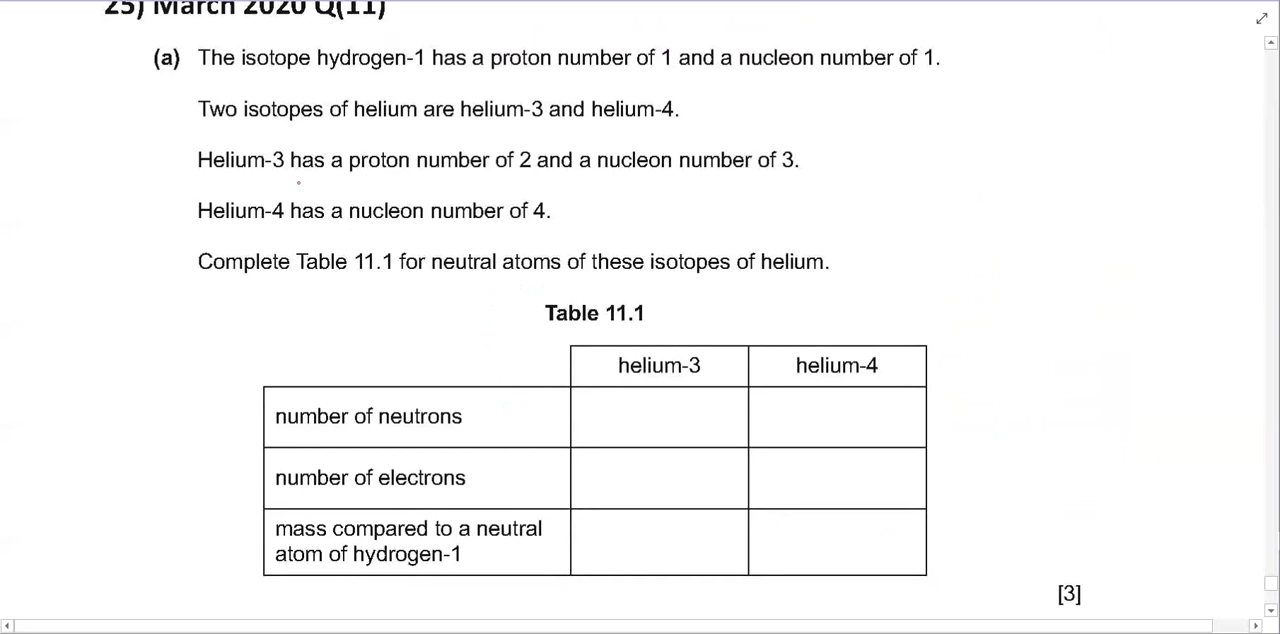 25) March 2020 Q(11)
(a) The isotope hydrogen-1 has a proton number of 1 and a nucleon number of 1.
Two isotopes of helium are helium-3 and helium-4.
Helium-3 has a proton number of 2 and a nucleon number of 3.
Helium-4 has a nucleon number of 4.
Complete Table 11.1 for neutral atoms of these isotopes of helium.
Table 11.1
helium-3 helium-4
number of neutrons
number of electrons
mass compared to a neutral
atom of hydrogen-1
[3]